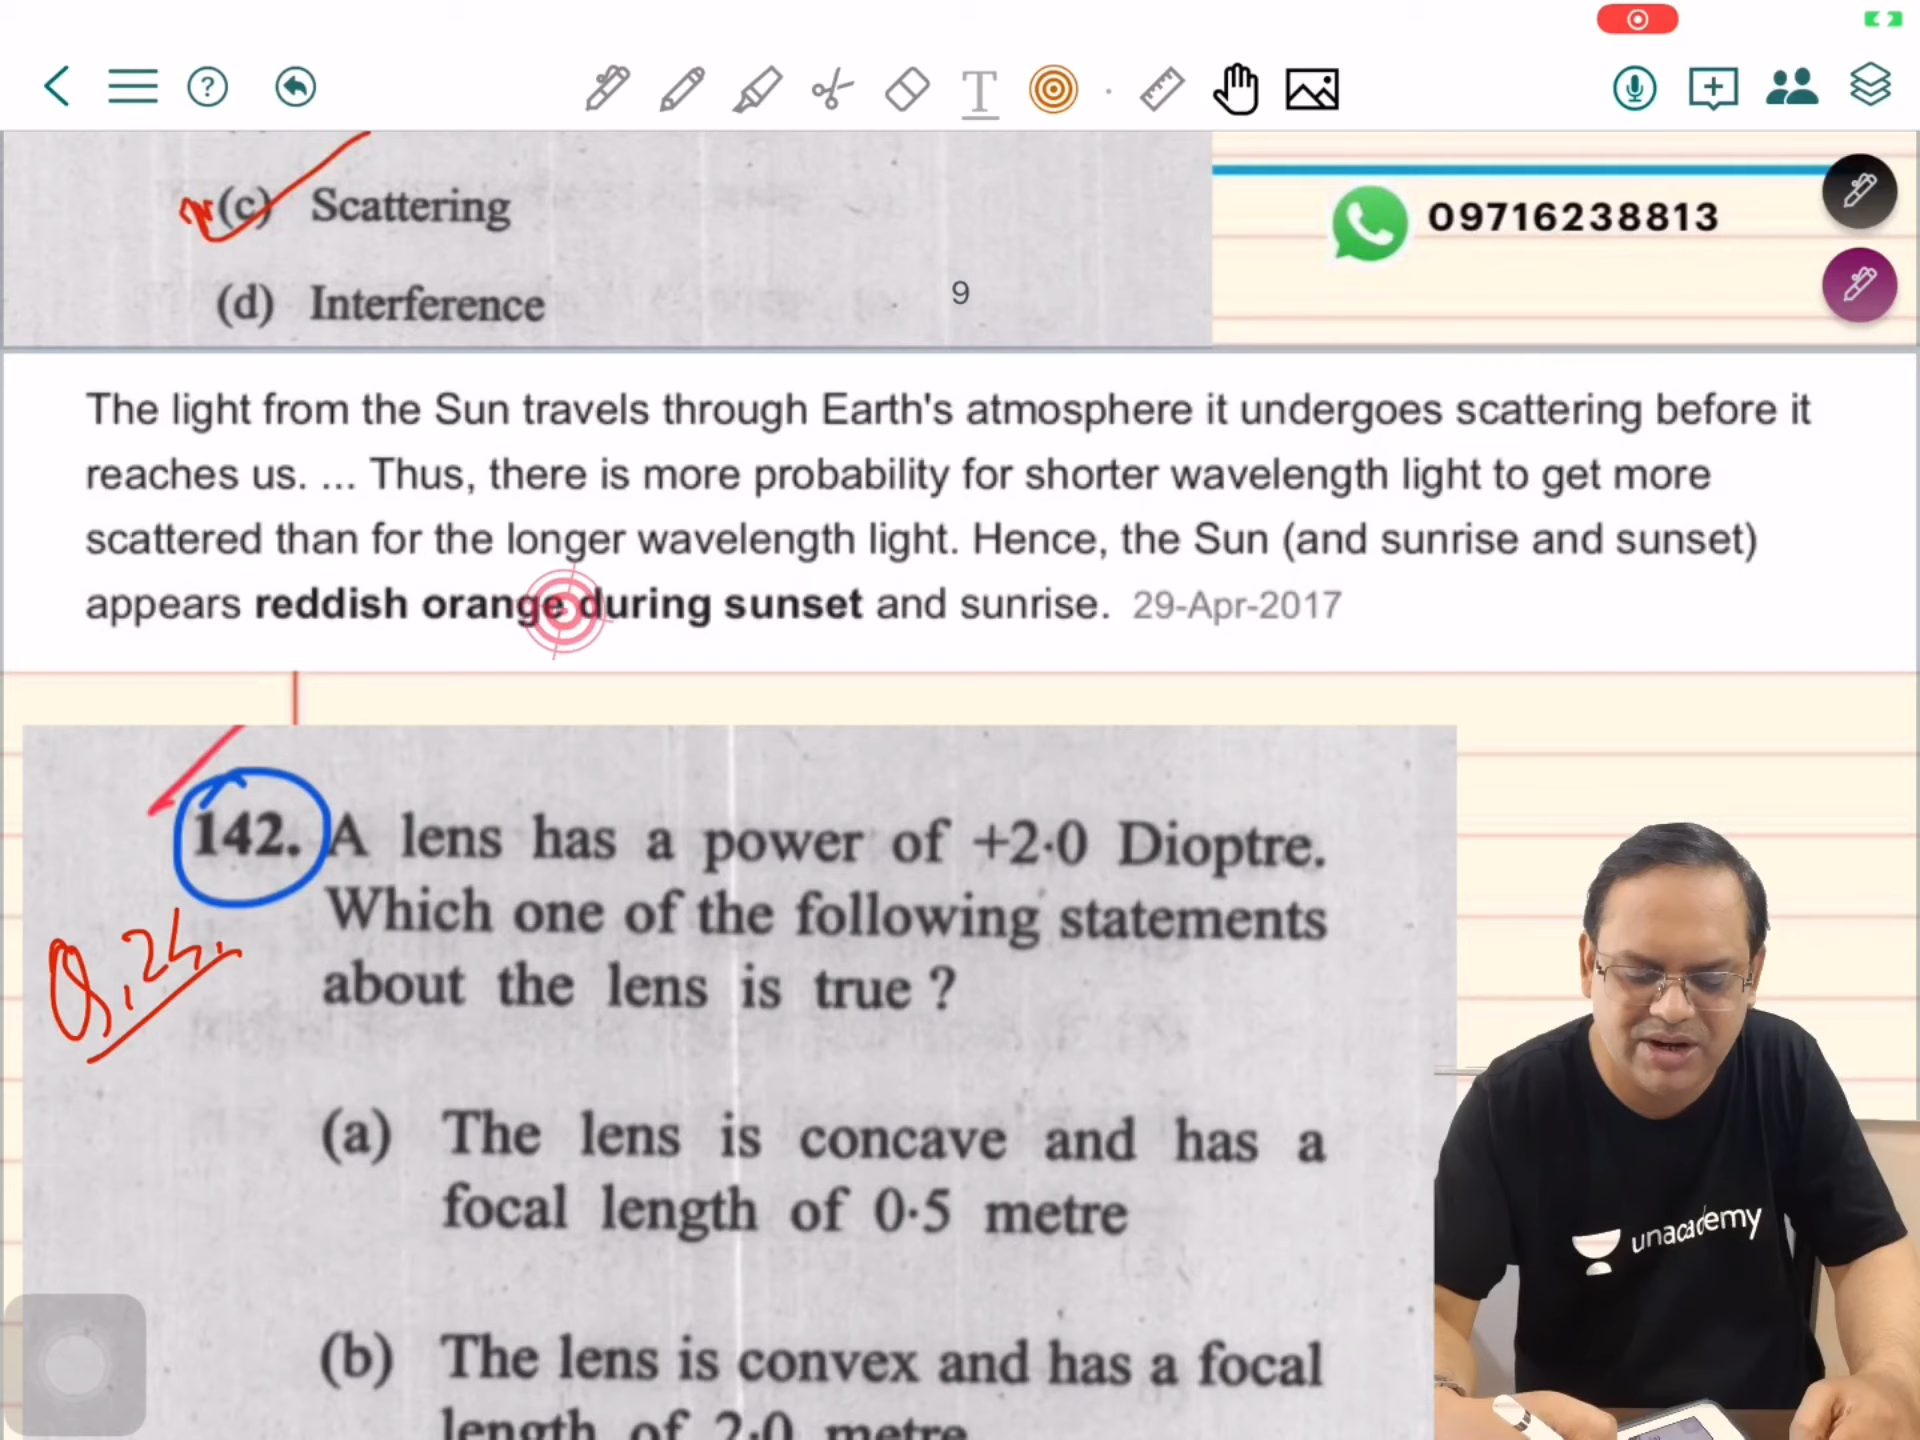 (c) Scattering
(d) Interference
9
09716238813
The light from the Sun travels through Earth's atmosphere it undergoes scattering before it
reaches us. ... Thus, there is more probability for shorter wavelength light to get more
scattered than for the longer wavelength light. Hence, the Sun (and sunrise and sunset)
appears reddish orange during sunset and sunrise. 29-Apr-2017
142. A lens has a power of +2·0 Dioptre.
Which one of the following statements
about the lens is true ?
(a) The lens is concave and has a
focal length of 0·5 metre
(b) The lens is convex and has a focal
length of 2·0 metre
unacademy